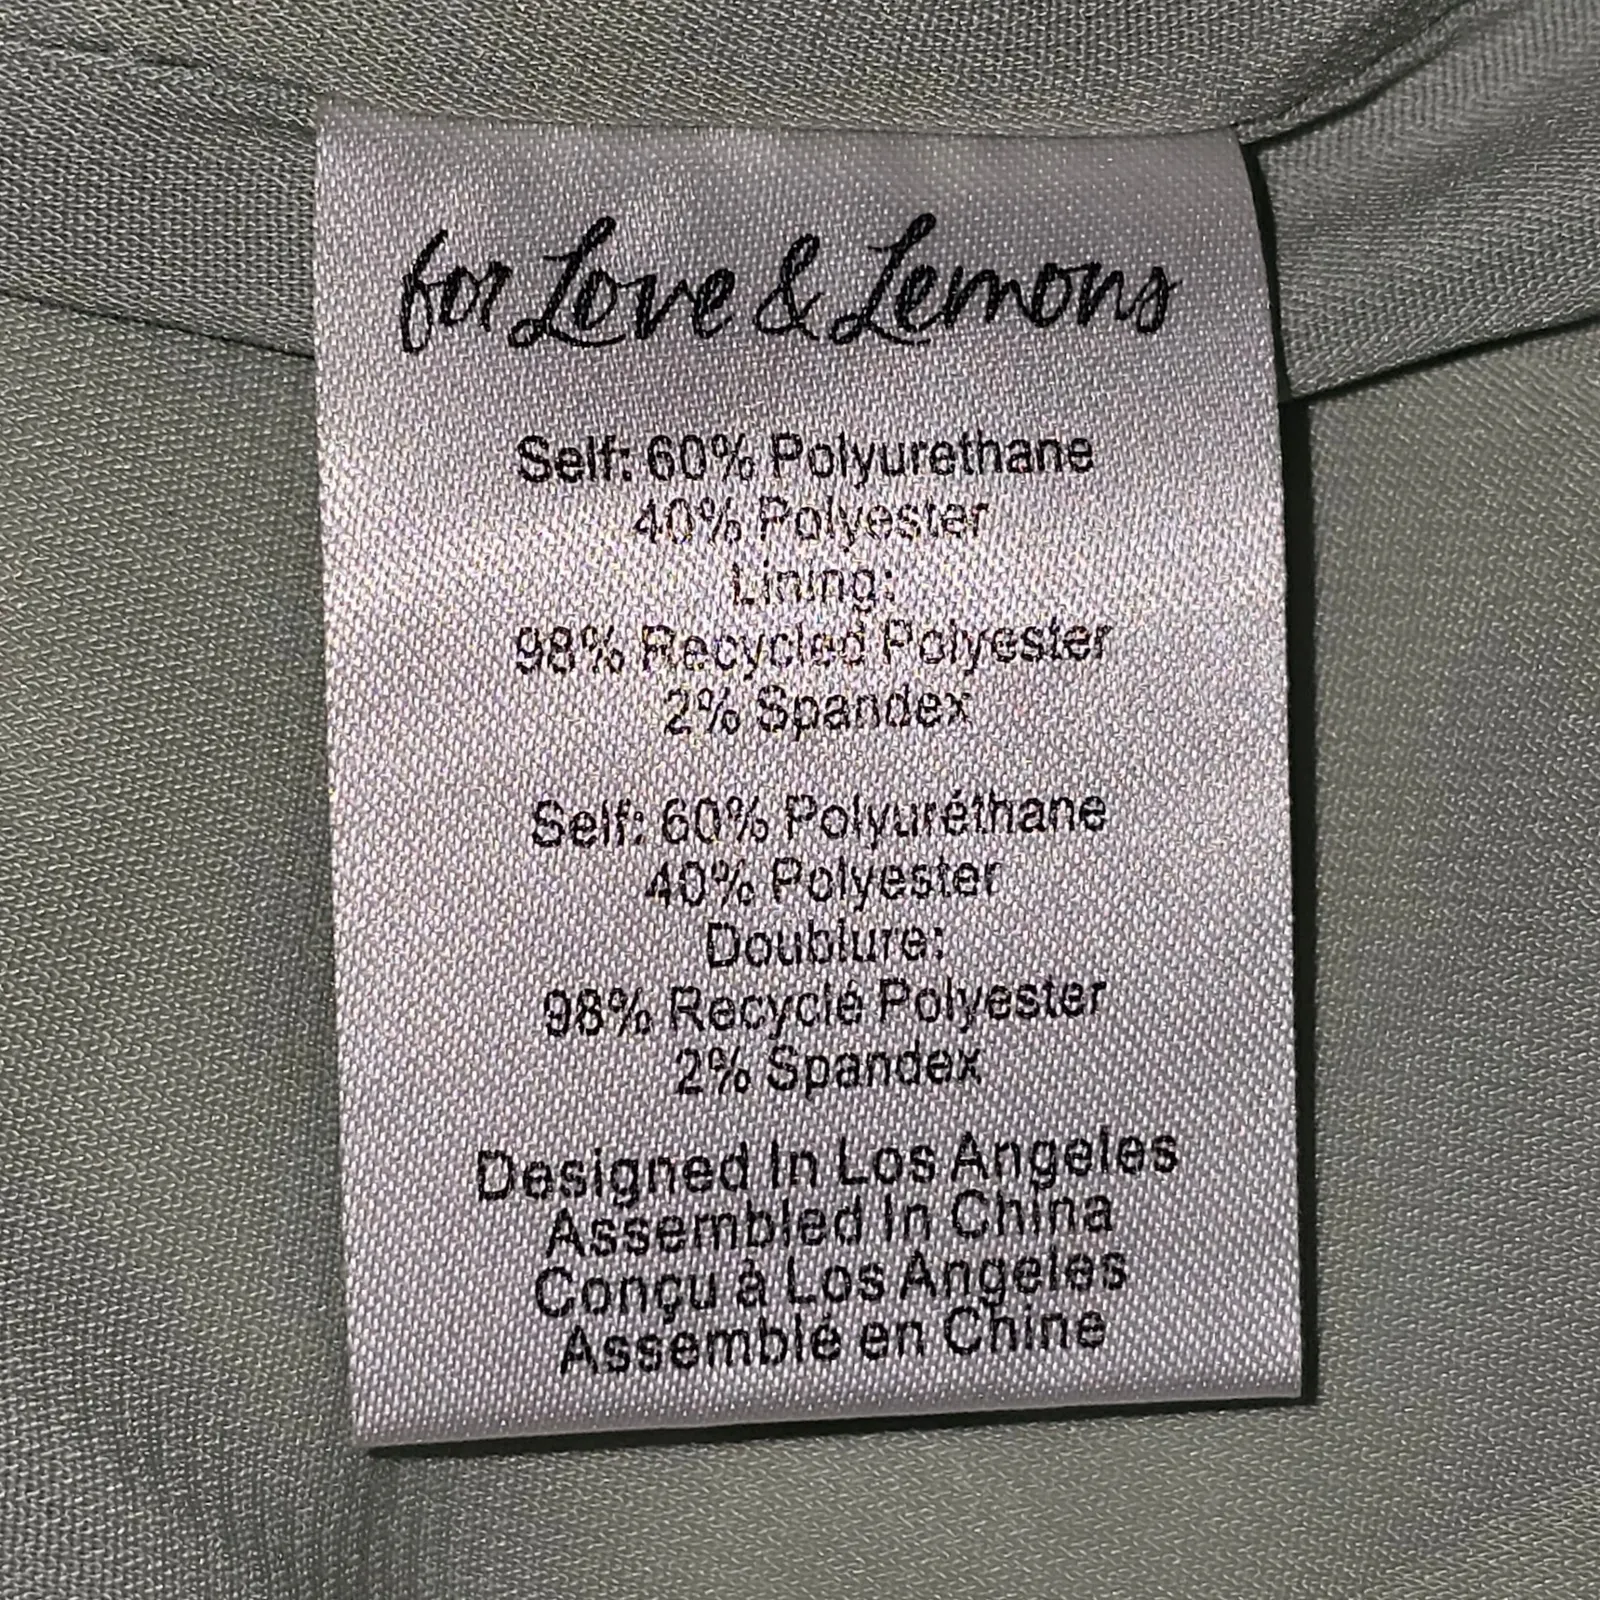 for Love & Lemons
Self: 60% Polyurethane
40% Polyester
Lining:
98% Recycled Polyester
2% Spandex
Self: 60% Polyuréthane
40% Polyester
Doublure:
98% Recyclé Polyester
2% Spandex
Designed In Los Angeles
Assembled In China
Conçu à Los Angeles
Assemblé en Chine